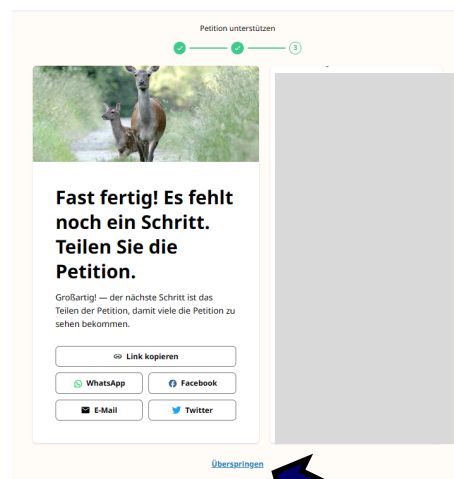 Petition unterstützen
3
Fast fertig! Es fehlt
noch ein Schritt.
Teilen Sie die
Petition.
Großartig! — der nächste Schritt ist das
Teilen der Petition, damit viele die Petition zu
sehen bekommen.
Link kopieren
WhatsApp Facebook
E-Mail Twitter
Überspringen